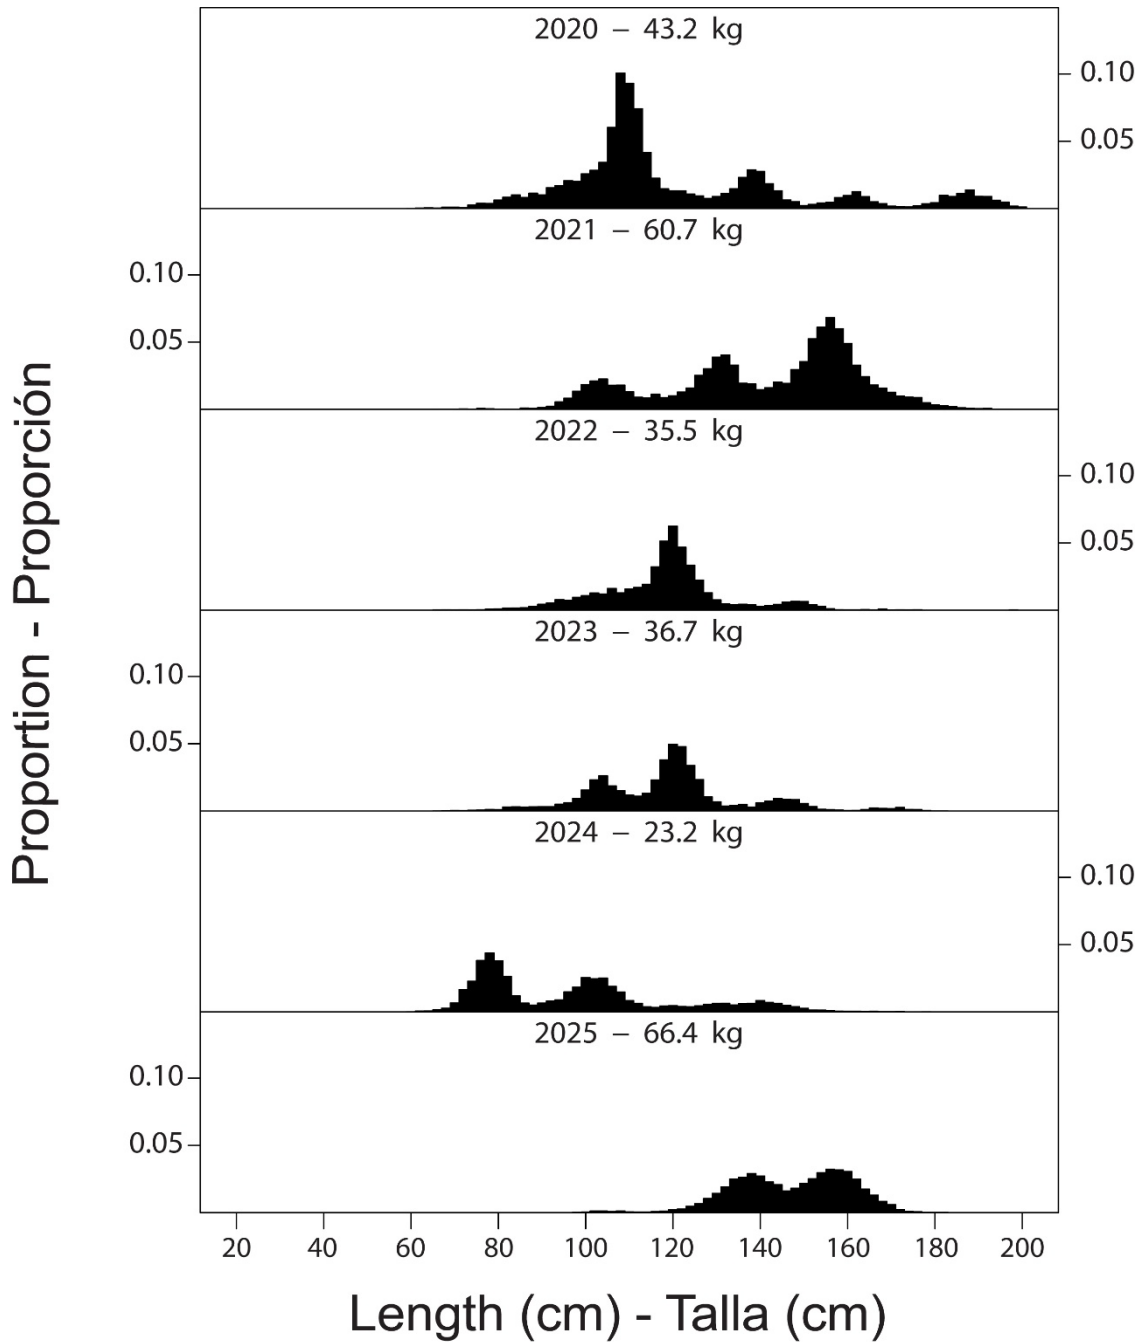 2020 – 43.2 kg
0.10
0.05
2021 – 60.7 kg
0.10
0.05
2022 – 35.5 kg
0.10
0.05
2023 – 36.7 kg
0.10
0.05
2024 – 23.2 kg
0.10
0.05
2025 – 66.4 kg
0.10
0.05
20 40 60 80 100 120 140 160 180 200
Length (cm) - Talla (cm)
Proportion - Proporción